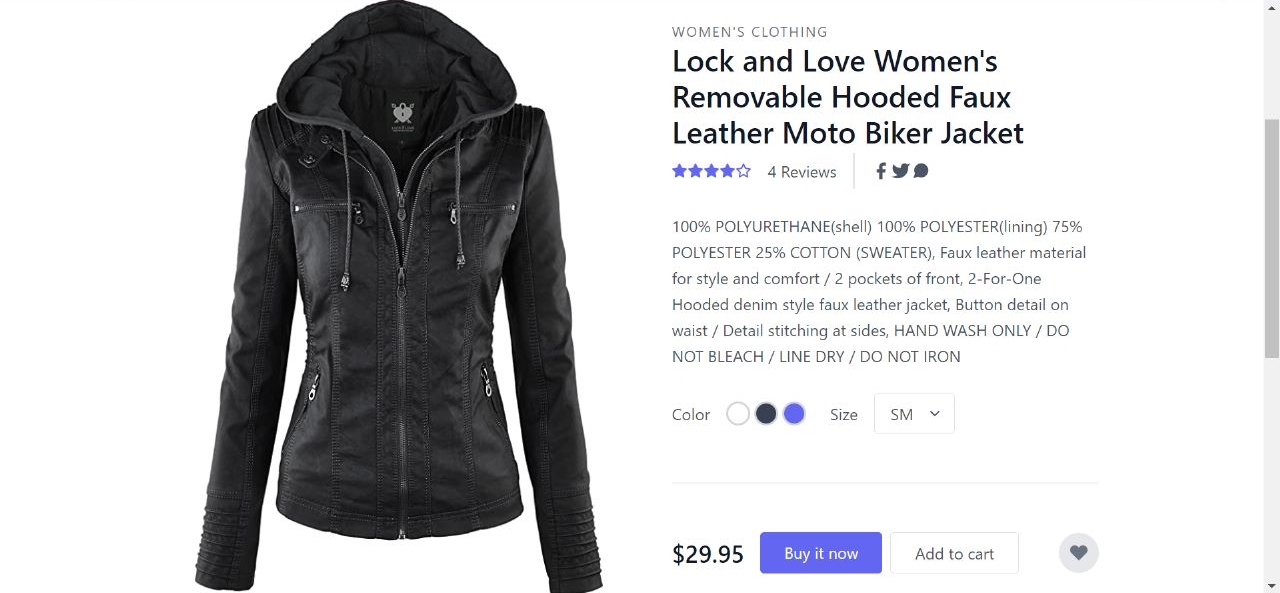 WOMEN'S CLOTHING
Lock and Love Women's
Removable Hooded Faux
Leather Moto Biker Jacket
4 Reviews
100% POLYURETHANE(shell) 100% POLYESTER(lining) 75%
POLYESTER 25% COTTON (SWEATER), Faux leather material
for style and comfort / 2 pockets of front, 2-For-One
Hooded denim style faux leather jacket, Button detail on
waist / Detail stitching at sides, HAND WASH ONLY / DO
NOT BLEACH / LINE DRY / DO NOT IRON
Color Size SM
$29.95 Buy it now Add to cart